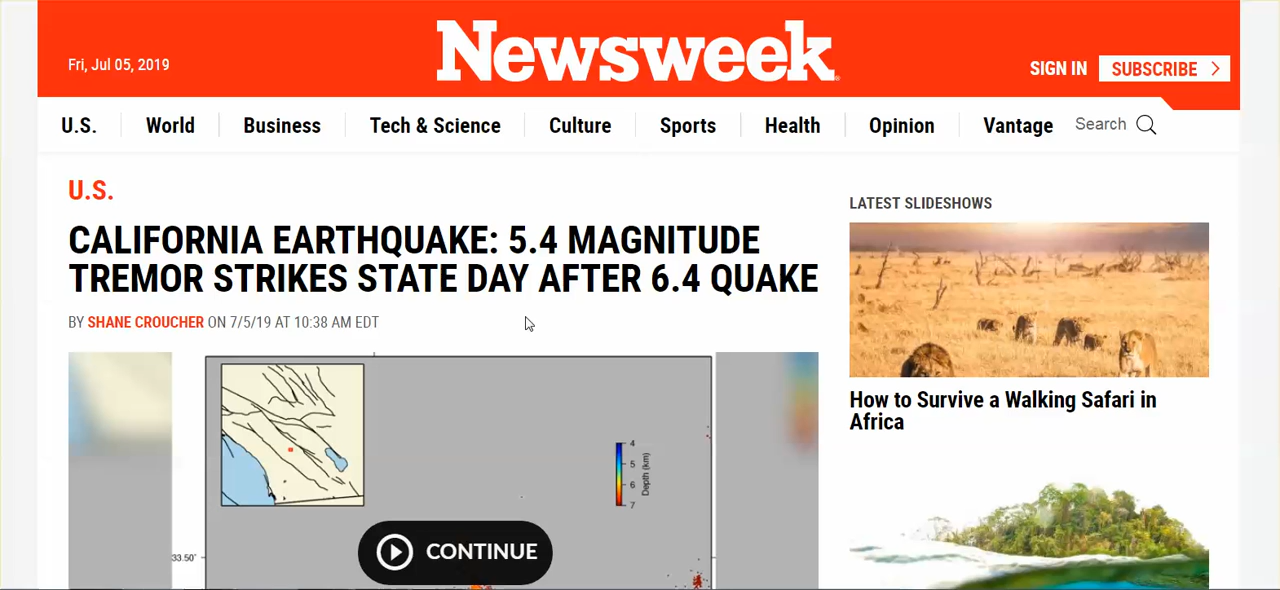 Newsweek
Fri, Jul 05, 2019
SIGN IN
SUBSCRIBE
U.S.
World
Business
Tech & Science
Culture
Sports
Health
Opinion
Vantage
Search
U.S.
CALIFORNIA EARTHQUAKE: 5.4 MAGNITUDE
TREMOR STRIKES STATE DAY AFTER 6.4 QUAKE
BY SHANE CROUCHER ON 7/5/19 AT 10:38 AM EDT
4
5
6
7
Depth (km)
33.50°
CONTINUE
LATEST SLIDESHOWS
How to Survive a Walking Safari in
Africa